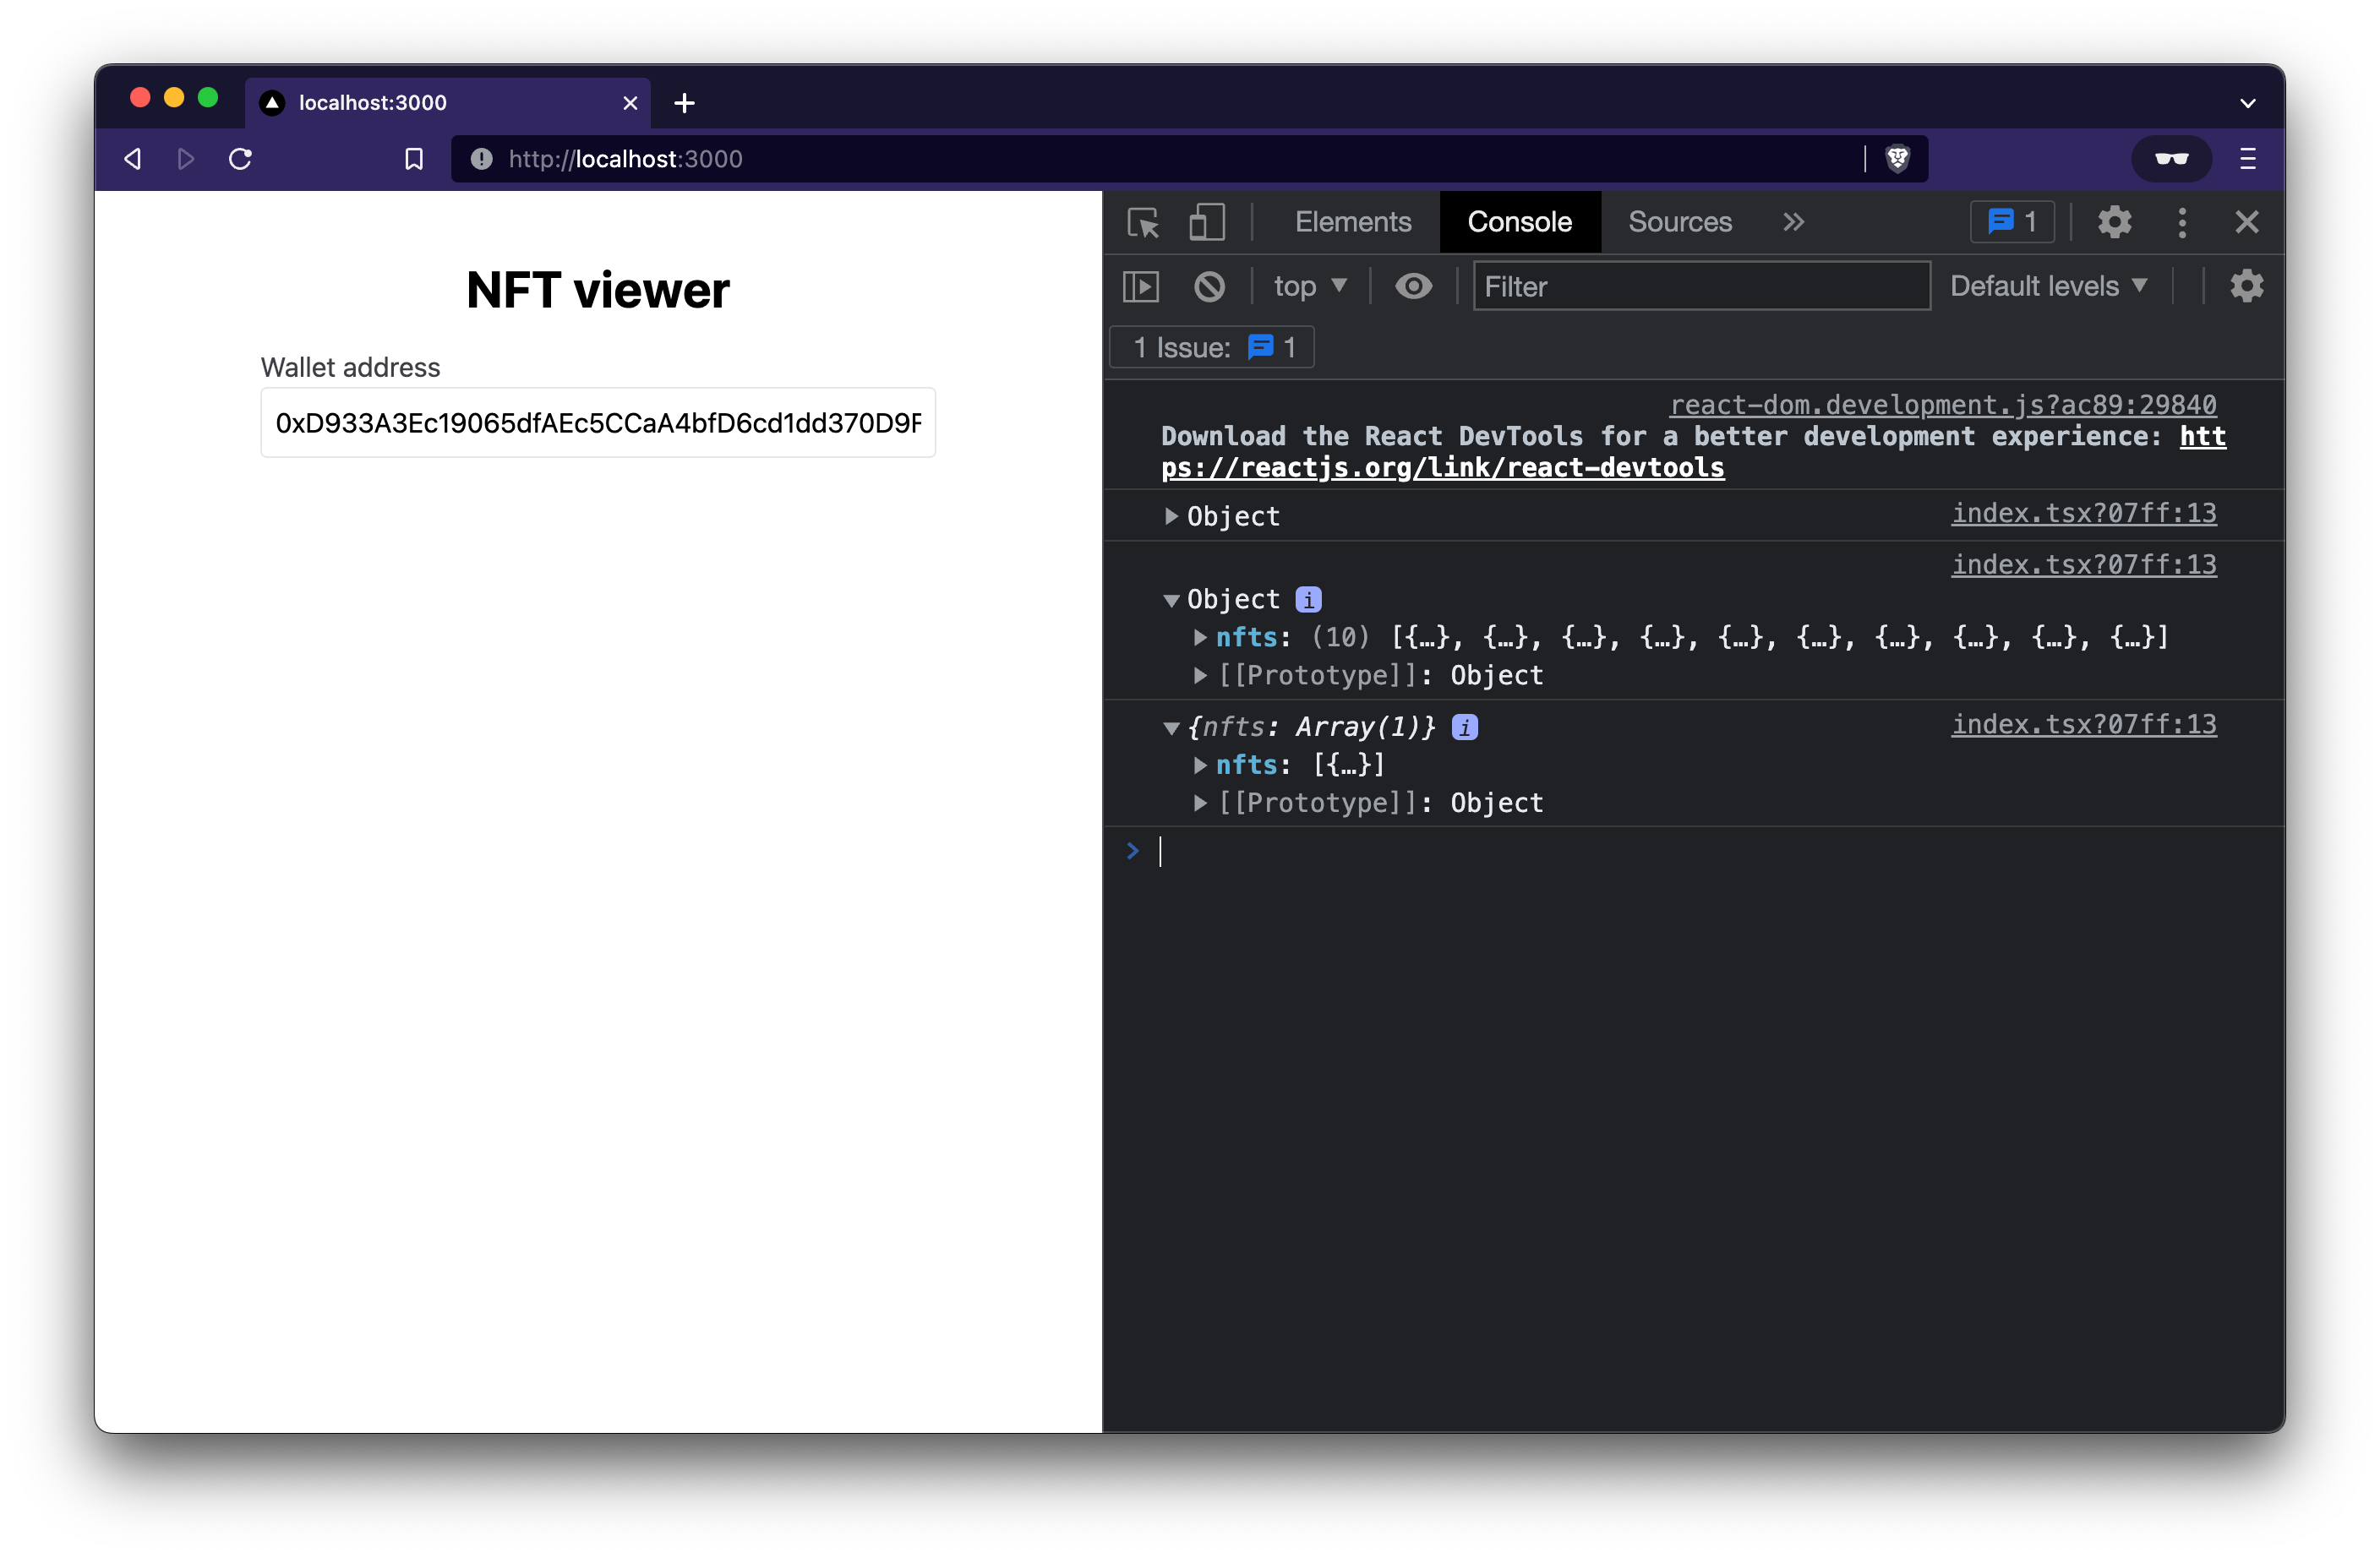 localhost:3000
http://localhost:3000
NFT viewer
Wallet address
0xD933A3Ec19065dfAEc5CCaA4bfD6cd1dd370D9F
Elements Console Sources 1
top Filter Default levels
1 Issue: 1
react-dom.development.js?ac89:29840
Download the React DevTools for a better development experience: htt
ps://reactjs.org/link/react-devtools
Object index.tsx?07ff:13
index.tsx?07ff:13
Object i
nfts: (10) [{…}, {…}, {…}, {…}, {…}, {…}, {…}, {…}, {…}, {…}]
[[Prototype]]: Object
{nfts: Array(1)} i index.tsx?07ff:13
nfts: [{…}]
[[Prototype]]: Object